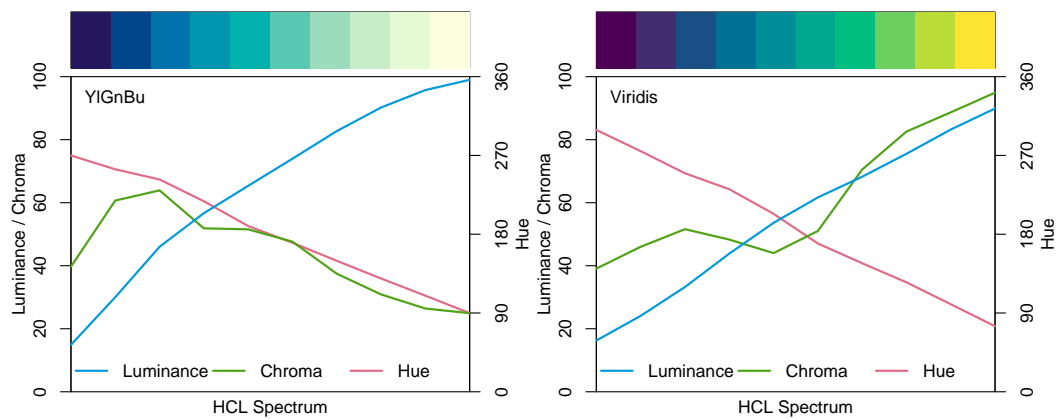 YlGnBu
Luminance / Chroma
0
20
40
60
80
100
Hue
0
90
180
270
360
Luminance Chroma Hue
HCL Spectrum
Viridis
Luminance / Chroma
0
20
40
60
80
100
Hue
0
90
180
270
360
Luminance Chroma Hue
HCL Spectrum